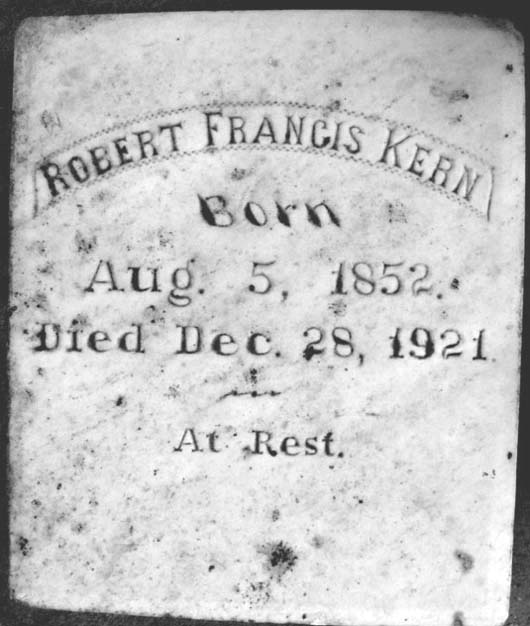 ROBERT FRANCIS KERN
Born
Aug. 5, 1852.
Died Dec. 28, 1921
At Rest.